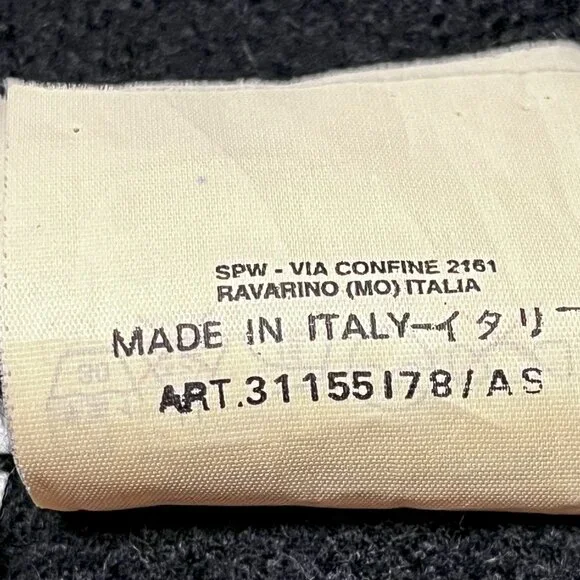 SPW - VIA CONFINE 2161
RAVARINO (MO) ITALIA
MADE IN ITALY-イタリア
ART.31155178/AS